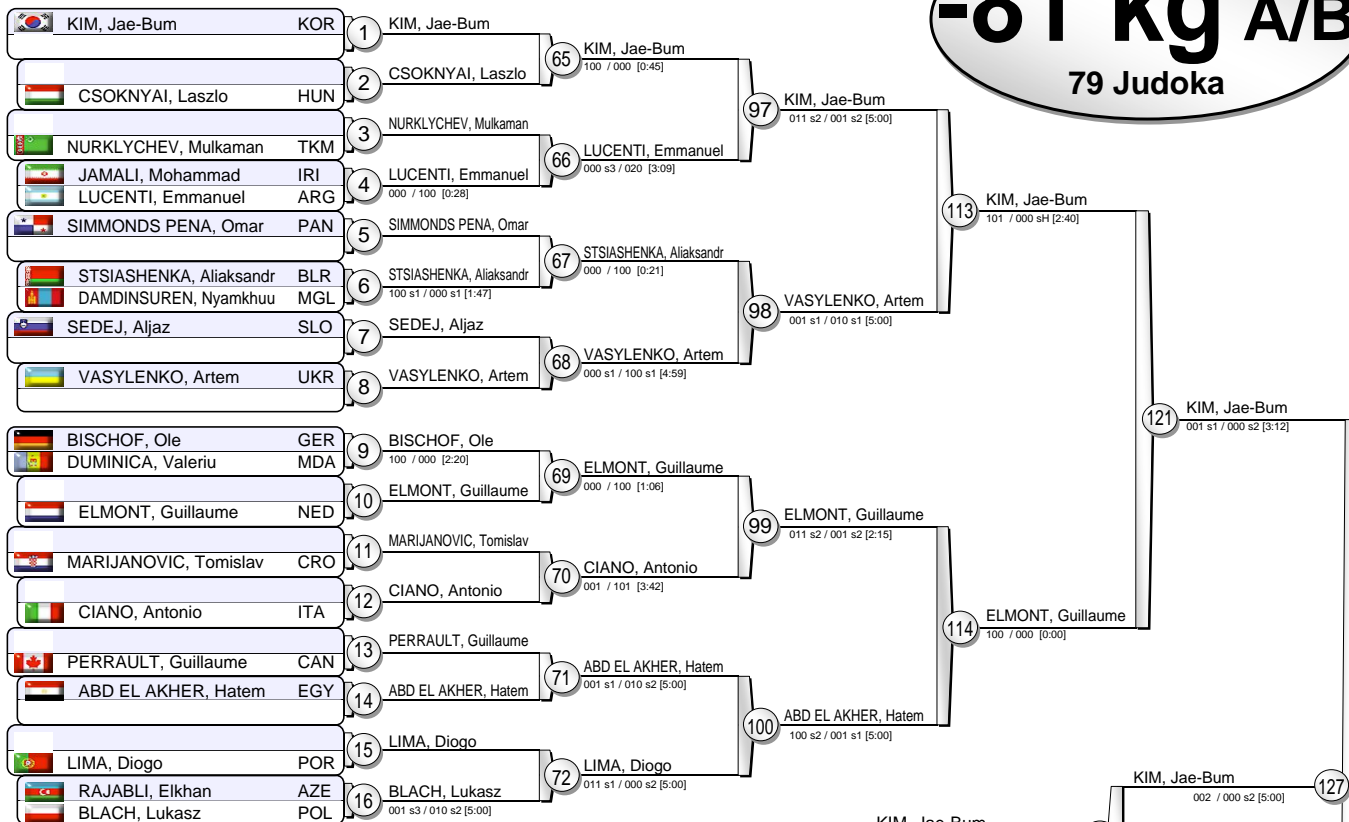 -81 kg A/B
79 Judoka
KIM, Jae-Bum KOR
CSOKNYAI, Laszlo HUN
NURKLYCHEV, Mulkaman TKM
JAMALI, Mohammad IRI
LUCENTI, Emmanuel ARG
SIMMONDS PENA, Omar PAN
STSIASHENKA, Aliaksandr BLR
DAMDINSUREN, Nyamkhuu MGL
SEDEJ, Aljaz SLO
VASYLENKO, Artem UKR
BISCHOF, Ole GER
DUMINICA, Valeriu MDA
ELMONT, Guillaume NED
MARIJANOVIC, Tomislav CRO
CIANO, Antonio ITA
PERRAULT, Guillaume CAN
ABD EL AKHER, Hatem EGY
LIMA, Diogo POR
RAJABLI, Elkhan AZE
BLACH, Lukasz POL
1 KIM, Jae-Bum
2 CSOKNYAI, Laszlo
3 NURKLYCHEV, Mulkaman
4 LUCENTI, Emmanuel
000 / 100 [0:28]
5 SIMMONDS PENA, Omar
6 STSIASHENKA, Aliaksandr
100 s1 / 000 s1 [1:47]
7 SEDEJ, Aljaz
8 VASYLENKO, Artem
9 BISCHOF, Ole
100 / 000 [2:20]
10 ELMONT, Guillaume
11 MARIJANOVIC, Tomislav
12 CIANO, Antonio
13 PERRAULT, Guillaume
14 ABD EL AKHER, Hatem
15 LIMA, Diogo
16 BLACH, Lukasz
001 s3 / 010 s2 [5:00]
65 KIM, Jae-Bum
100 / 000 [0:45]
66 LUCENTI, Emmanuel
000 s3 / 020 [3:09]
67 STSIASHENKA, Aliaksandr
000 / 100 [0:21]
68 VASYLENKO, Artem
000 s1 / 100 s1 [4:59]
69 ELMONT, Guillaume
000 / 100 [1:06]
70 CIANO, Antonio
001 / 101 [3:42]
71 ABD EL AKHER, Hatem
001 s1 / 010 s2 [5:00]
72 LIMA, Diogo
011 s1 / 000 s2 [5:00]
97 KIM, Jae-Bum
011 s2 / 001 s2 [5:00]
98 VASYLENKO, Artem
001 s1 / 010 s1 [5:00]
99 ELMONT, Guillaume
011 s2 / 001 s2 [2:15]
100 ABD EL AKHER, Hatem
100 s2 / 001 s1 [5:00]
113 KIM, Jae-Bum
101 / 000 sH [2:40]
114 ELMONT, Guillaume
100 / 000 [0:00]
121 KIM, Jae-Bum
001 s1 / 000 s2 [3:12]
KIM, Jae-Bum 127
002 / 000 s2 [5:00]
KIM, Jae-Bum